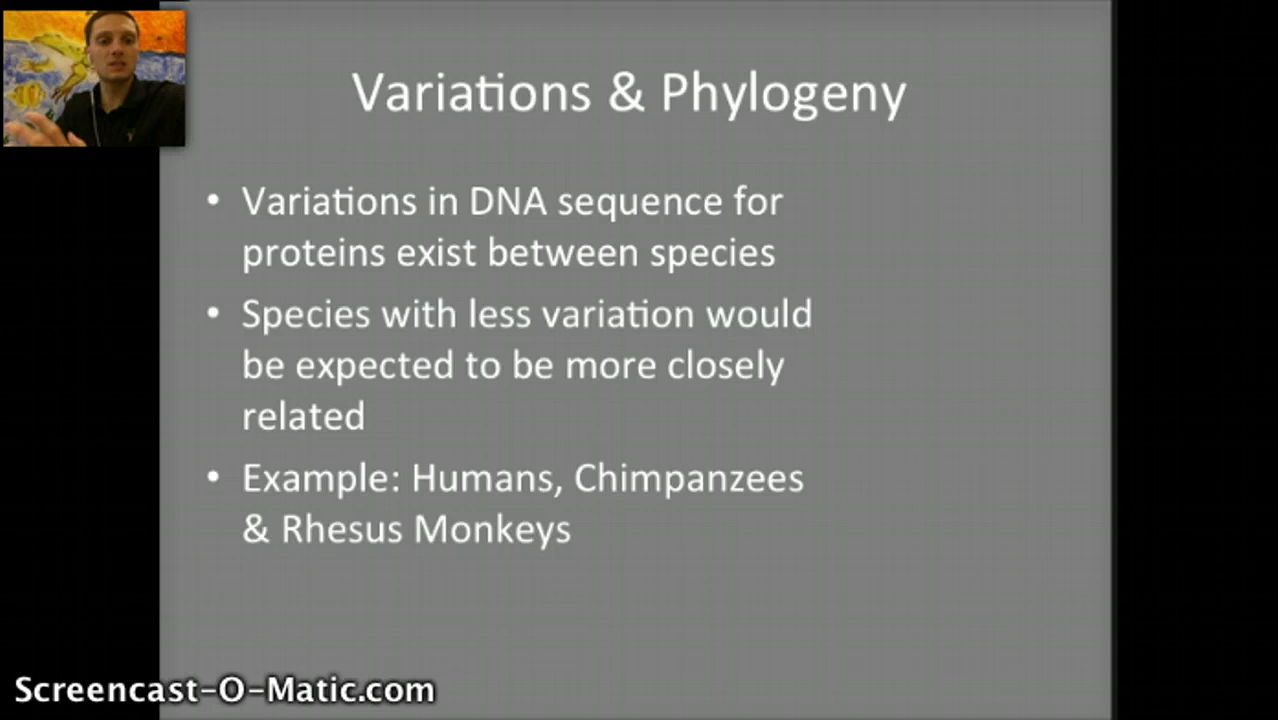 Variations & Phylogeny
• Variations in DNA sequence for
proteins exist between species
• Species with less variation would
be expected to be more closely
related
• Example: Humans, Chimpanzees
& Rhesus Monkeys
Screencast-O-Matic.com